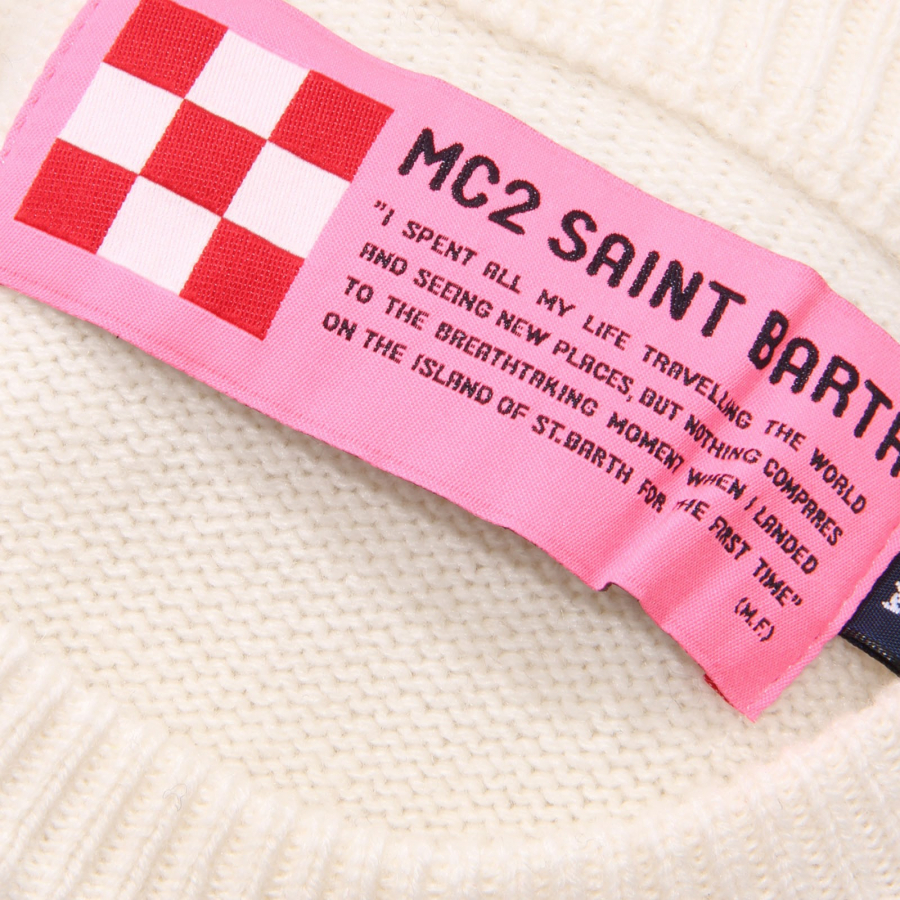 MC2 SAINT BARTH
"I SPENT ALL MY LIFE TRAVELLING THE WORLD
AND SEEING NEW PLACES, BUT NOTHING COMPARES
TO THE BREATHTAKING MOMENT WHEN I LANDED
ON THE ISLAND OF ST.BARTH FOR THE FIRST TIME"
(M.F.)